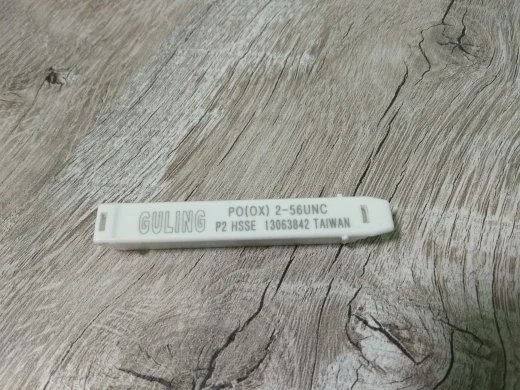 GULING
PO(OX) 2-56UNC
P2 HSSE 13063842 TAIWAN